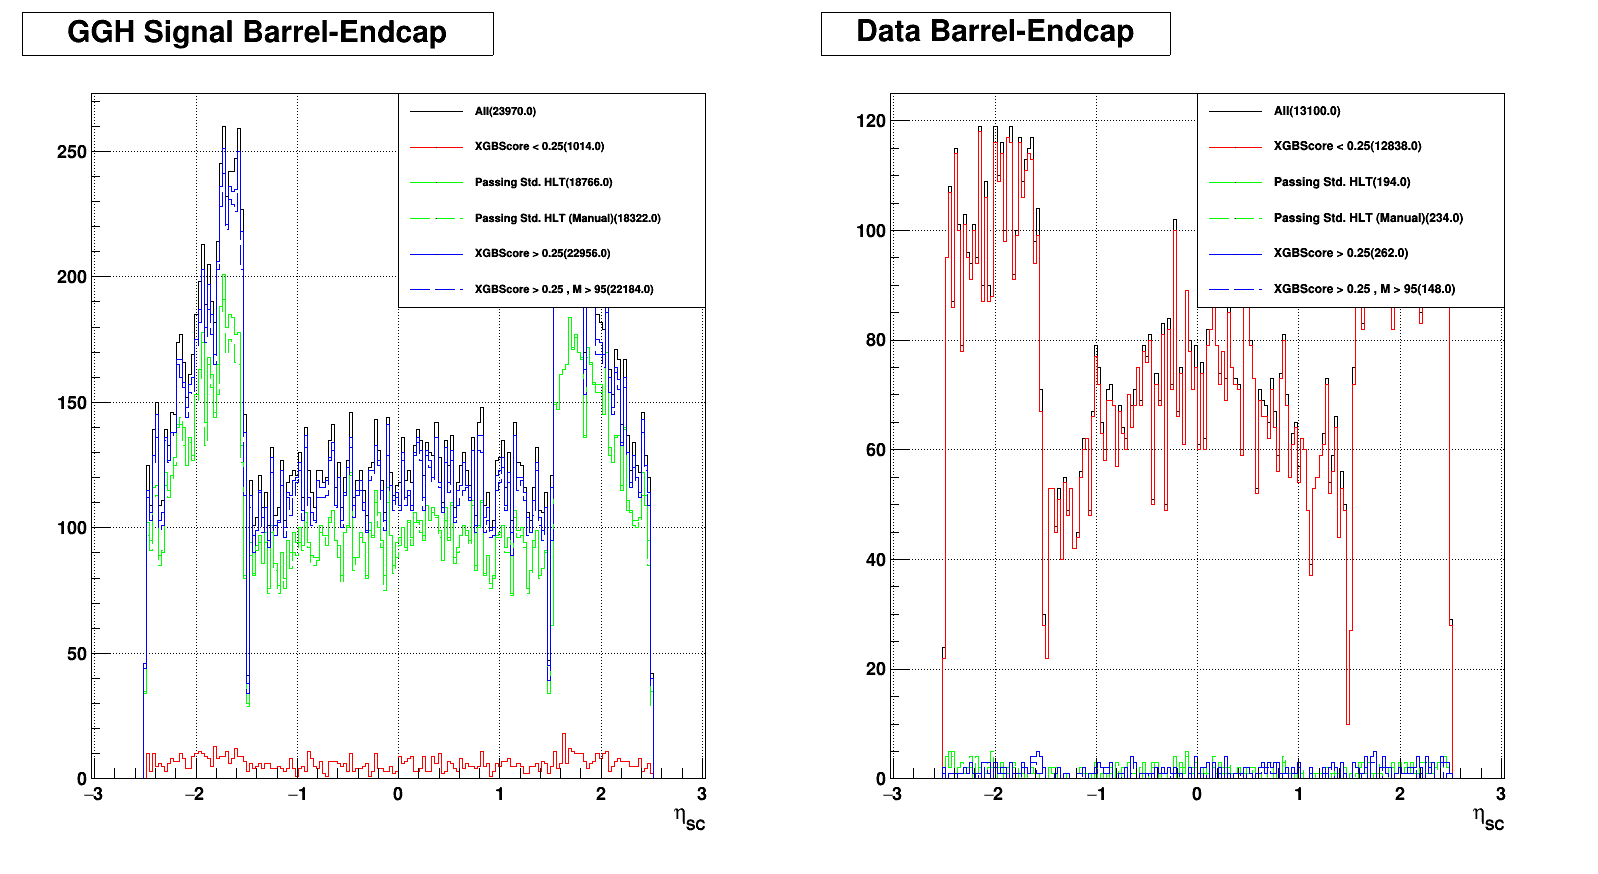 GGH Signal Barrel-Endcap
All(23970.0)
XGBScore < 0.25(1014.0)
Passing Std. HLT(18766.0)
Passing Std. HLT (Manual)(18322.0)
XGBScore > 0.25(22956.0)
XGBScore > 0.25 , M > 95(22184.0)
250
200
150
100
50
0
−3 −2 −1 0 1 2 3
ηSC
Data Barrel-Endcap
All(13100.0)
XGBScore < 0.25(12838.0)
Passing Std. HLT(194.0)
Passing Std. HLT (Manual)(234.0)
XGBScore > 0.25(262.0)
XGBScore > 0.25 , M > 95(148.0)
120
100
80
60
40
20
0
−3 −2 −1 0 1 2 3
ηSC